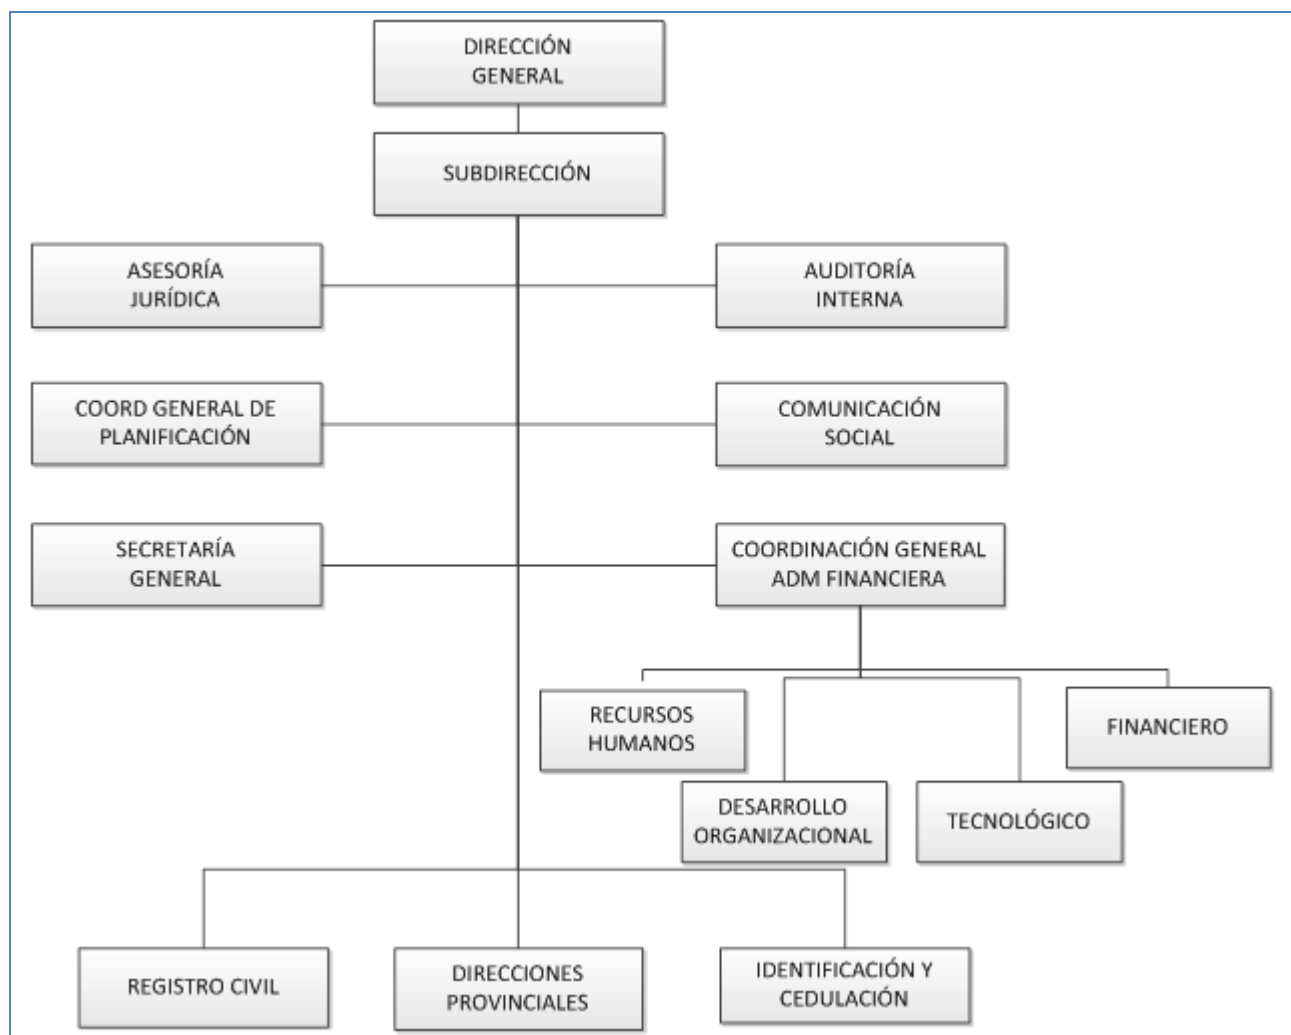 DIRECCIÓN
GENERAL
SUBDIRECCIÓN
ASESORÍA
JURÍDICA
AUDITORÍA
INTERNA
COORD GENERAL DE
PLANIFICACIÓN
COMUNICACIÓN
SOCIAL
SECRETARÍA
GENERAL
COORDINACIÓN GENERAL
ADM FINANCIERA
RECURSOS
HUMANOS
FINANCIERO
DESARROLLO
ORGANIZACIONAL
TECNOLÓGICO
REGISTRO CIVIL
DIRECCIONES
PROVINCIALES
IDENTIFICACIÓN Y
CEDULACIÓN